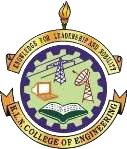 KNOWLEDGE FOR LEADERSHIP AND NOBILITY
K.L.N. COLLEGE OF ENGINEERING